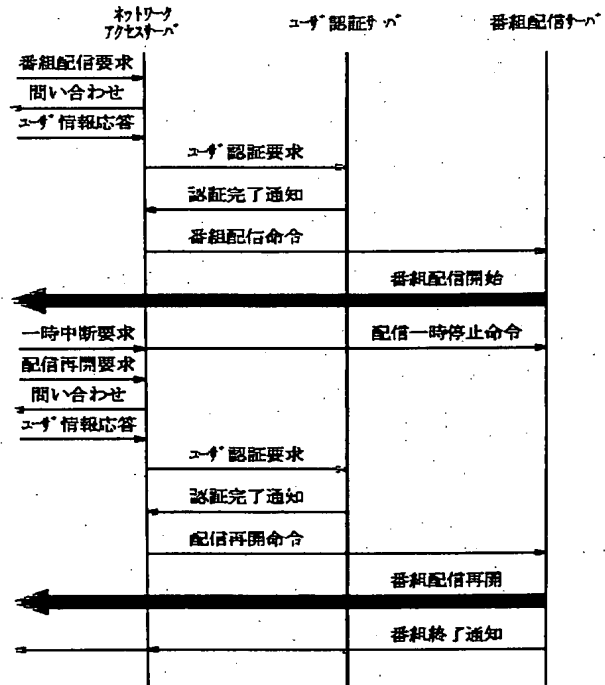 ネットワーク
アクセスサーバ
ユーザ認証サーバ
番組配信サーバ
番組配信要求
問い合わせ
ユーザ情報応答
ユーザ認証要求
認証完了通知
番組配信命令
番組配信開始
一時中断要求
配信一時停止命令
配信再開要求
問い合わせ
ユーザ情報応答
ユーザ認証要求
認証完了通知
配信再開命令
番組配信再開
番組終了通知